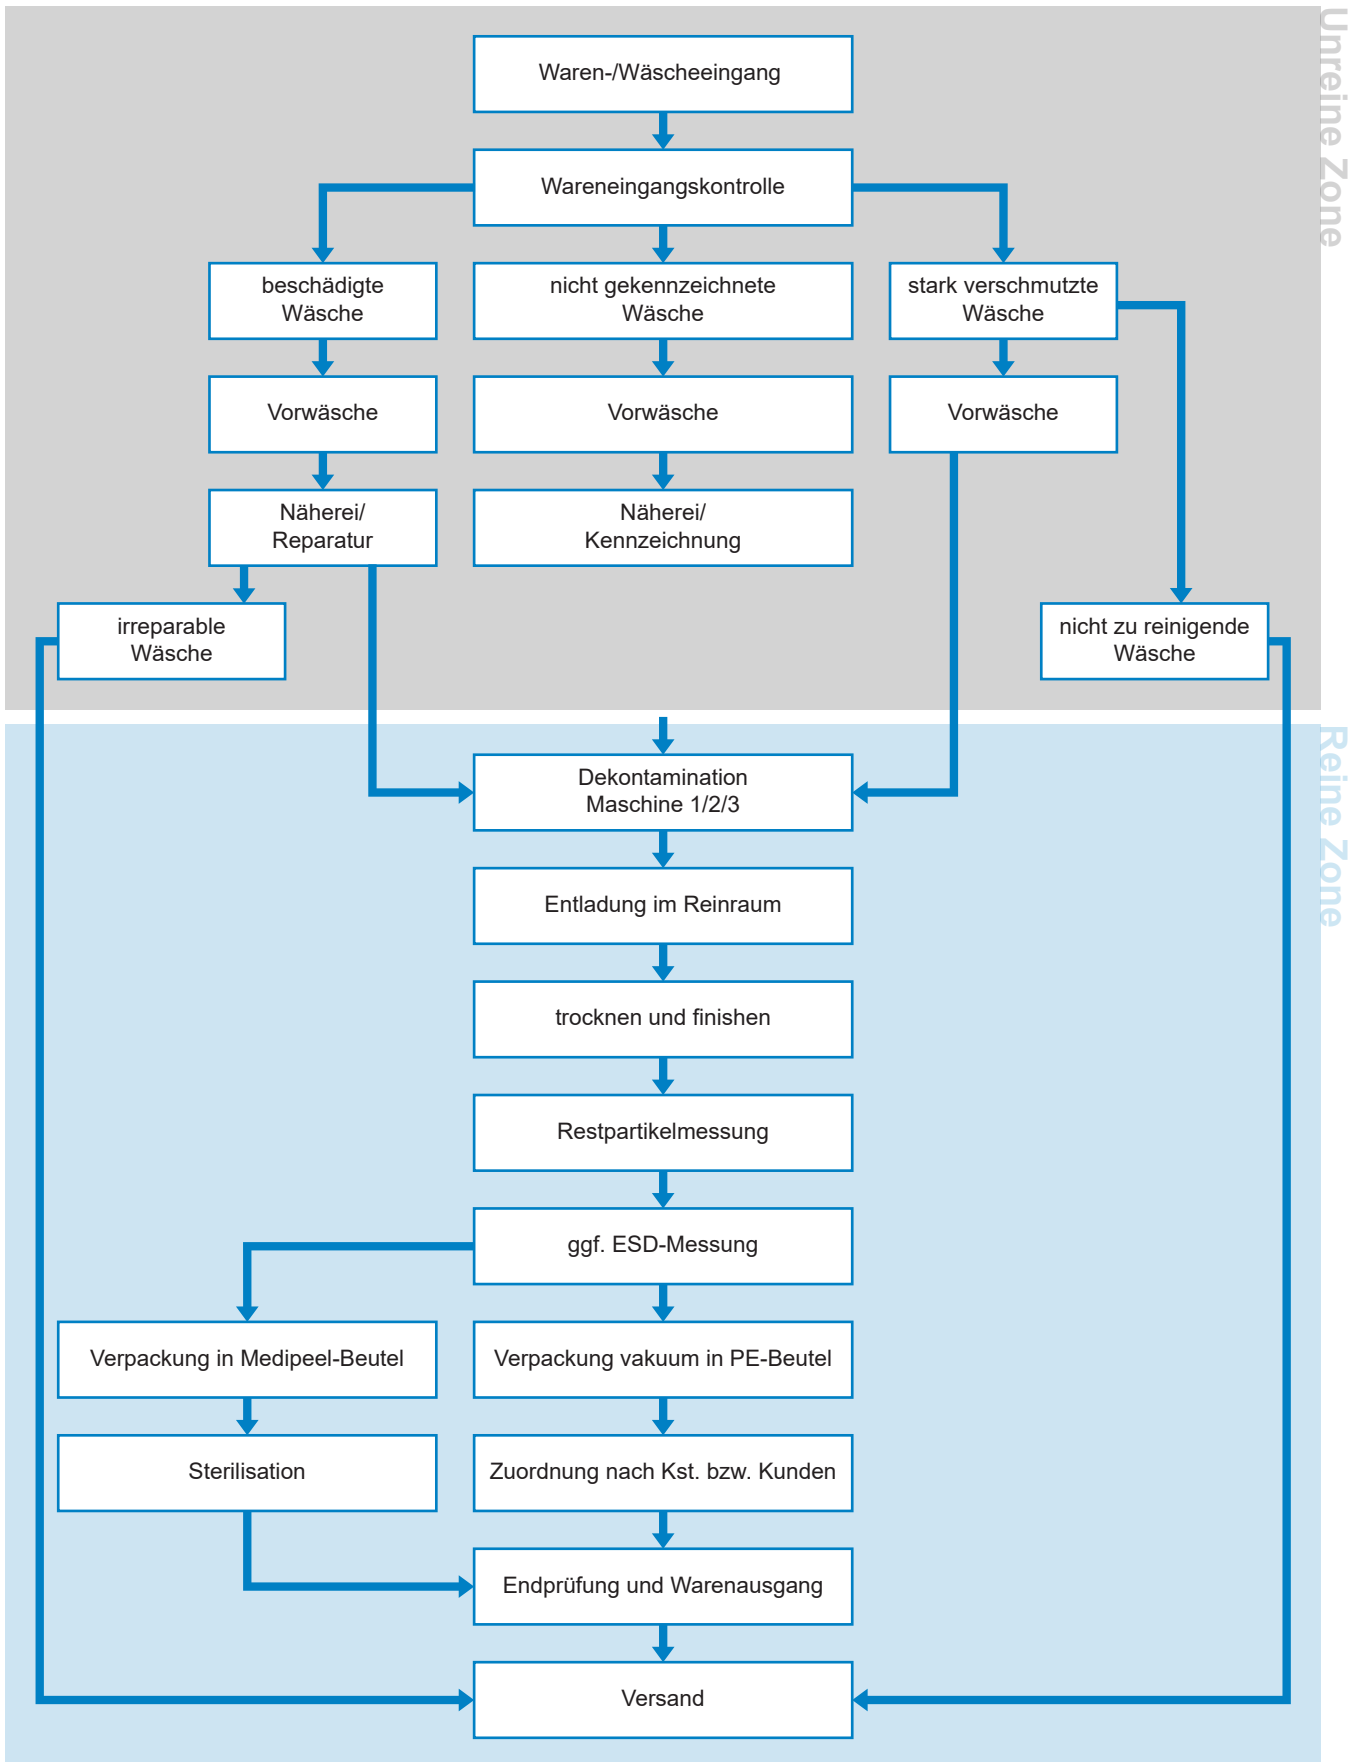 Unreine Zone
Waren-/Wäscheeingang
Wareneingangskontrolle
beschädigte
Wäsche
nicht gekennzeichnete
Wäsche
stark verschmutzte
Wäsche
Vorwäsche
Vorwäsche
Vorwäsche
Näherei/
Reparatur
Näherei/
Kennzeichnung
irreparable
Wäsche
nicht zu reinigende
Wäsche
Reine Zone
Dekontamination
Maschine 1/2/3
Entladung im Reinraum
trocknen und finishen
Restpartikelmessung
ggf. ESD-Messung
Verpackung in Medipeel-Beutel
Verpackung vakuum in PE-Beutel
Sterilisation
Zuordnung nach Kst. bzw. Kunden
Endprüfung und Warenausgang
Versand